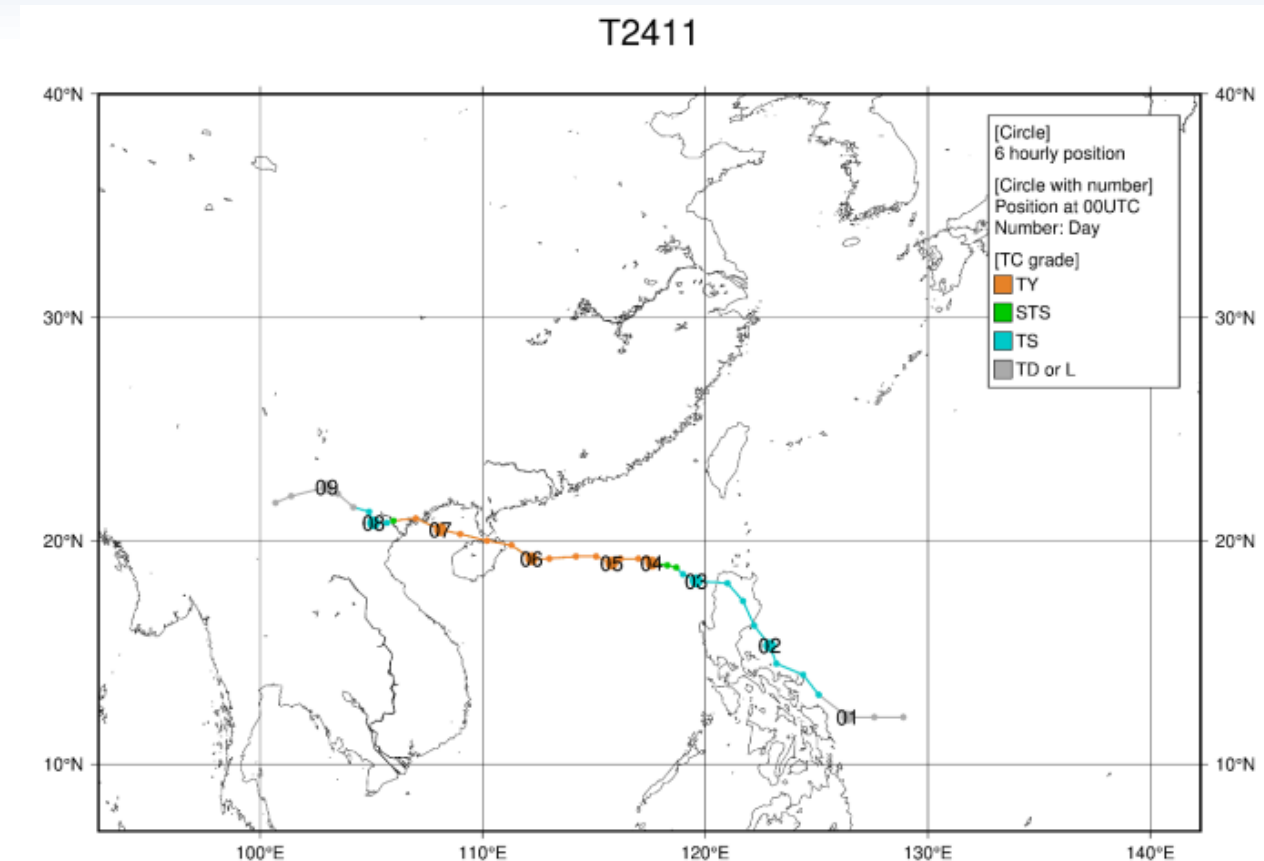 T2411
40°N
40°N
[Circle]
6 hourly position
[Circle with number]
Position at 00UTC
Number: Day
[TC grade]
TY
STS
TS
TD or L
30°N
30°N
09
08
07
06
05
04
03
02
01
20°N
20°N
10°N
10°N
100°E
110°E
120°E
130°E
140°E